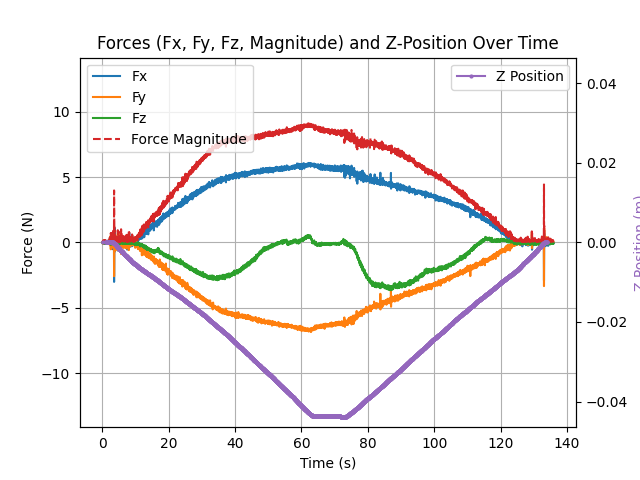 Forces (Fx, Fy, Fz, Magnitude) and Z-Position Over Time
Fx
Fy
Fz
Force Magnitude
Z Position
10
5
0
−5
−10
Force (N)
0.04
0.02
0.00
−0.02
−0.04
Z Position (m)
0
20
40
60
80
100
120
140
Time (s)